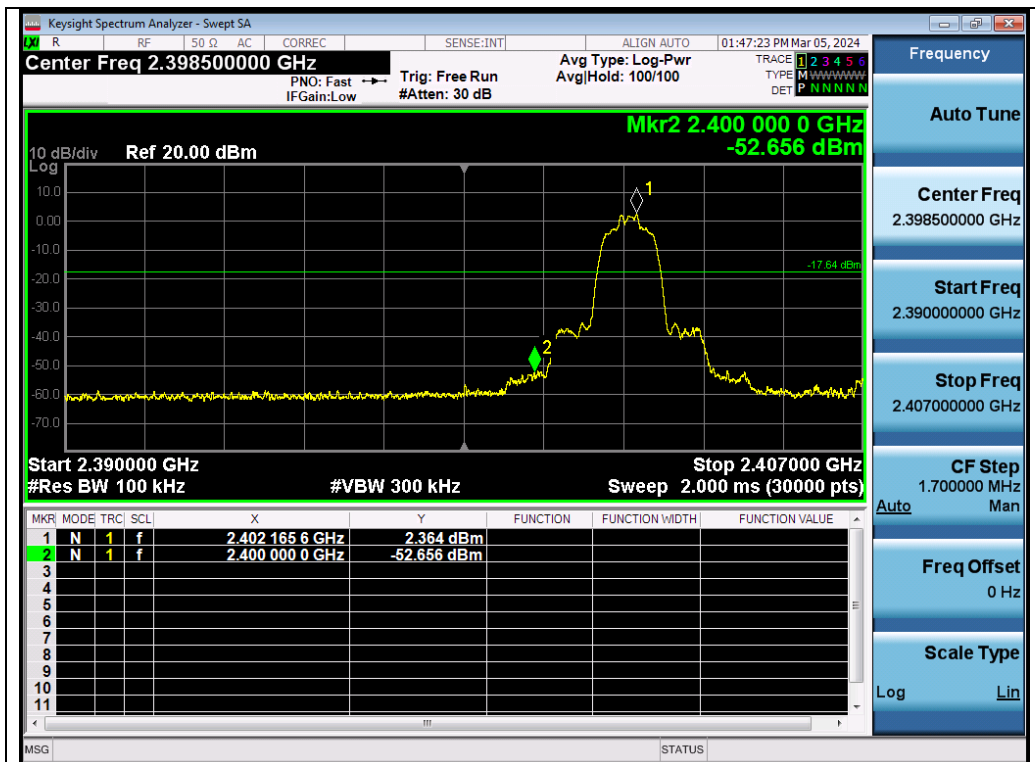 Keysight Spectrum Analyzer - Swept SA
LXI R RF 50 Ω AC CORREC SENSE:INT ALIGN AUTO 01:47:23 PM Mar 05, 2024
Center Freq 2.398500000 GHz
PNO: Fast
IFGain:Low
Trig: Free Run
#Atten: 30 dB
Avg Type: Log-Pwr
Avg|Hold: 100/100
TRACE 1 2 3 4 5 6
TYPE M WWWWW
DET P N N N N N
Mkr2 2.400 000 0 GHz
-52.656 dBm
10 dB/div Ref 20.00 dBm
Log
10.0
0.00
-10.0
-20.0
-30.0
-40.0
-50.0
-60.0
-70.0
1
2
-17.64 dBm
Start 2.390000 GHz Stop 2.407000 GHz
#Res BW 100 kHz #VBW 300 kHz Sweep 2.000 ms (30000 pts)
MKR MODE TRC SCL X Y FUNCTION FUNCTION WIDTH FUNCTION VALUE
1 N 1 f 2.402 165 6 GHz 2.364 dBm
2 N 1 f 2.400 000 0 GHz -52.656 dBm
3
4
5
6
7
8
9
10
11
MSG STATUS
Frequency
Auto Tune
Center Freq
2.398500000 GHz
Start Freq
2.390000000 GHz
Stop Freq
2.407000000 GHz
CF Step
1.700000 MHz
Auto Man
Freq Offset
0 Hz
Scale Type
Log Lin